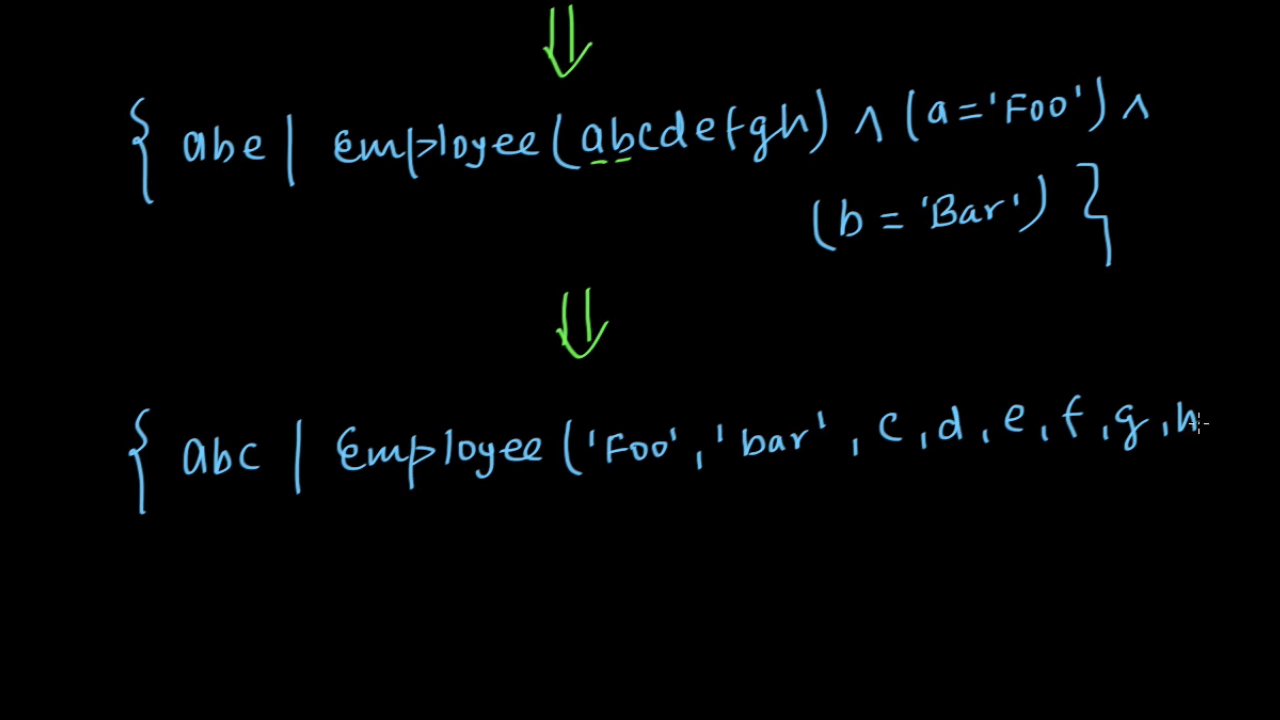 { abe | Employee(abcdefgh) ∧ (a='Foo') ∧
(b = 'Bar') }
{ abc | Employee ('Foo', 'bar', c, d, e, f, g, h